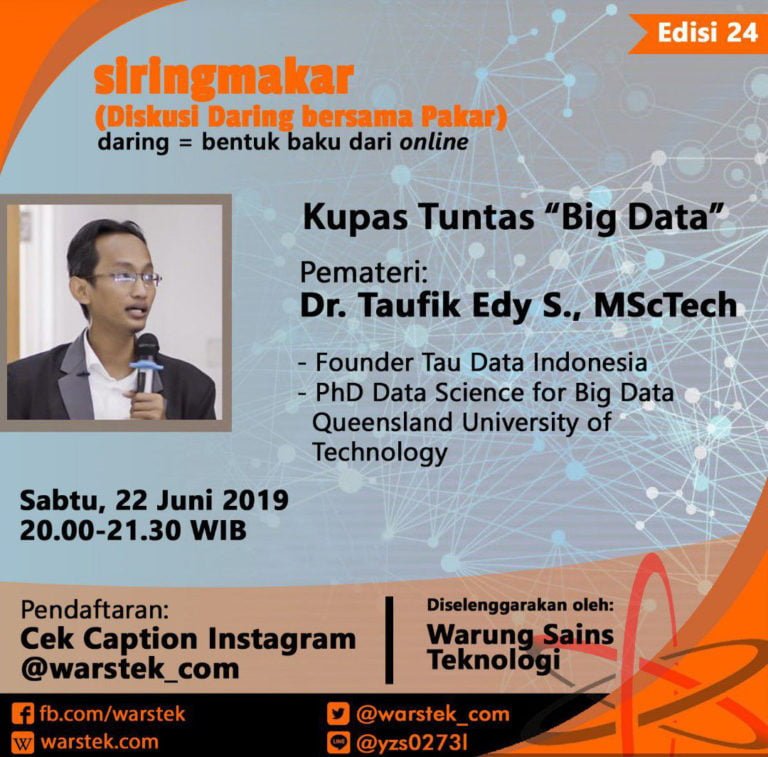 Edisi 24
siringmakar
(Diskusi Daring bersama Pakar)
daring = bentuk baku dari online
Kupas Tuntas “Big Data”
Pemateri:
Dr. Taufik Edy S., MScTech
- Founder Tau Data Indonesia
- PhD Data Science for Big Data
Queensland University of
Technology
Sabtu, 22 Juni 2019
20.00-21.30 WIB
Pendaftaran:
Cek Caption Instagram
@warstek_com
Diselenggarakan oleh:
Warung Sains
Teknologi
fb.com/warstek
@warstek_com
W warstek.com
LINE @yzs0273l